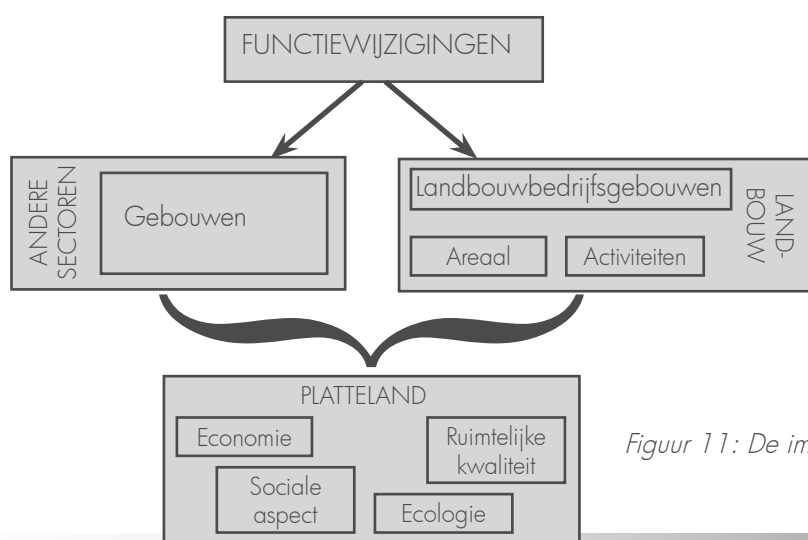 FUNCTIEWIJZIGINGEN
ANDERE
SECTOREN
Gebouwen
Landbouwbedrijfsgebouwen
Areaal
Activiteiten
LAND-
BOUW
PLATTELAND
Economie
Ruimtelijke
kwaliteit
Sociale
aspect
Ecologie
Figuur 11: De im